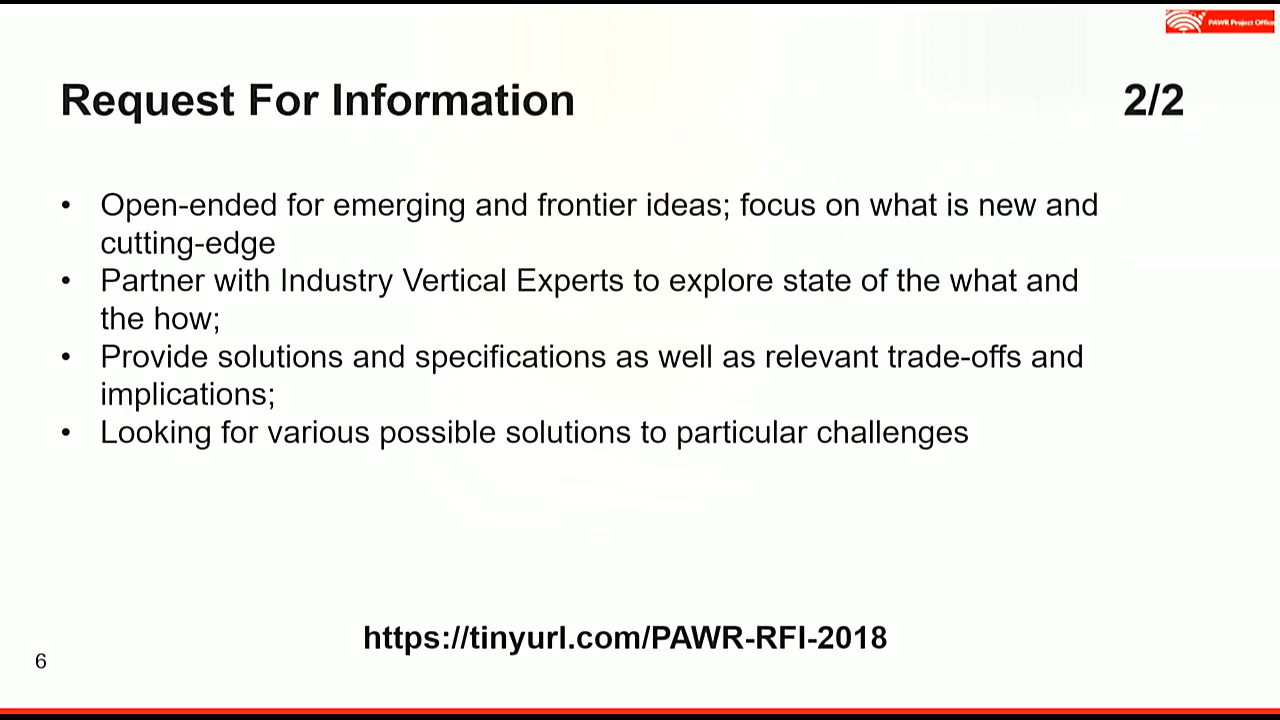 PAWR Project Office
Request For Information 2/2
• Open-ended for emerging and frontier ideas; focus on what is new and
cutting-edge
• Partner with Industry Vertical Experts to explore state of the what and
the how;
• Provide solutions and specifications as well as relevant trade-offs and
implications;
• Looking for various possible solutions to particular challenges
https://tinyurl.com/PAWR-RFI-2018
6